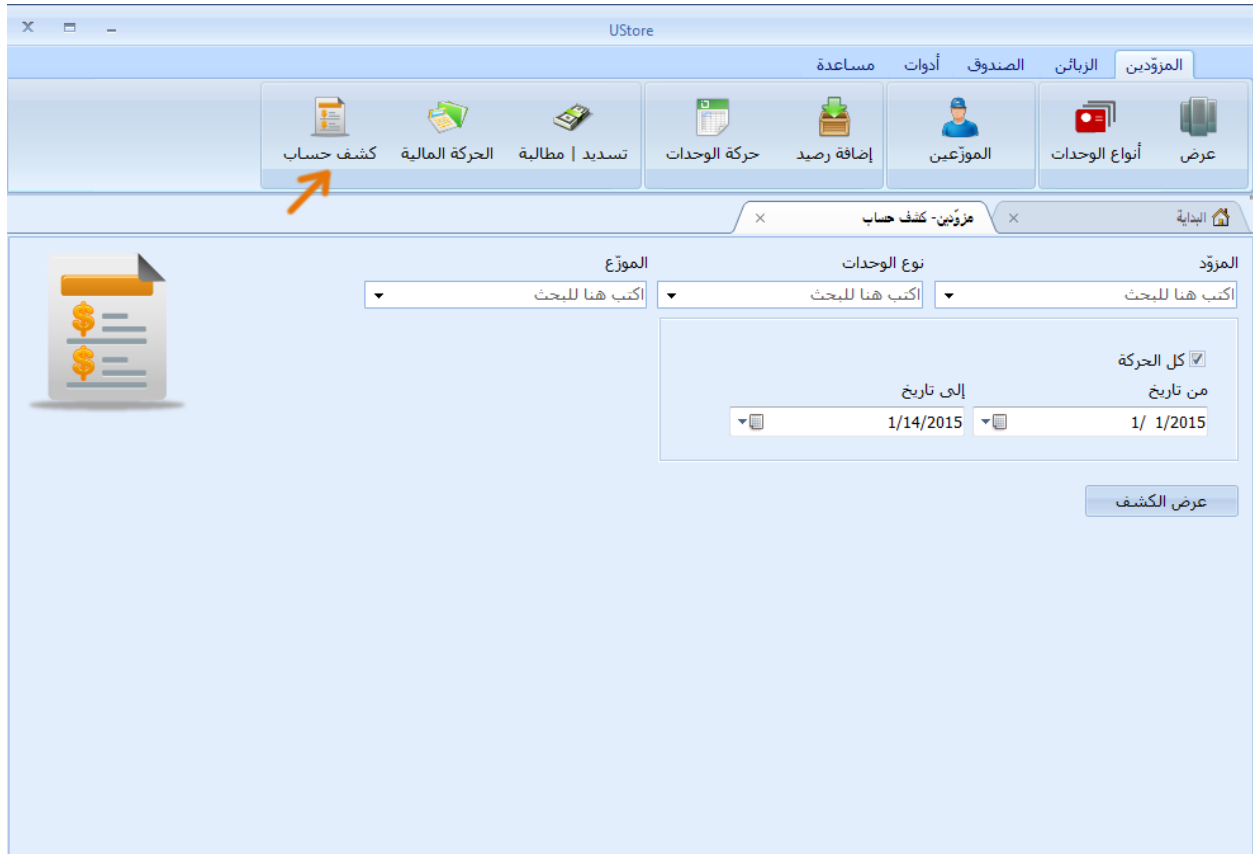 UStore
المزوّدين الزبائن الصندوق أدوات مساعدة
عرض أنواع الوحدات الموزّعين إضافة رصيد حركة الوحدات تسديد | مطالبة الحركة المالية كشف حساب
البداية مزوّدين- كشف حساب
المزوّد نوع الوحدات الموزّع
اكتب هنا للبحث اكتب هنا للبحث اكتب هنا للبحث
كل الحركة
من تاريخ إلى تاريخ
1/ 1/2015 1/14/2015
عرض الكشف